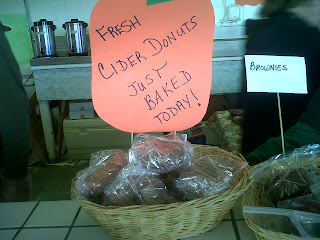 FRESH
CIDER DONUTS
JUST
BAKED
TODAY!
BROWNIES